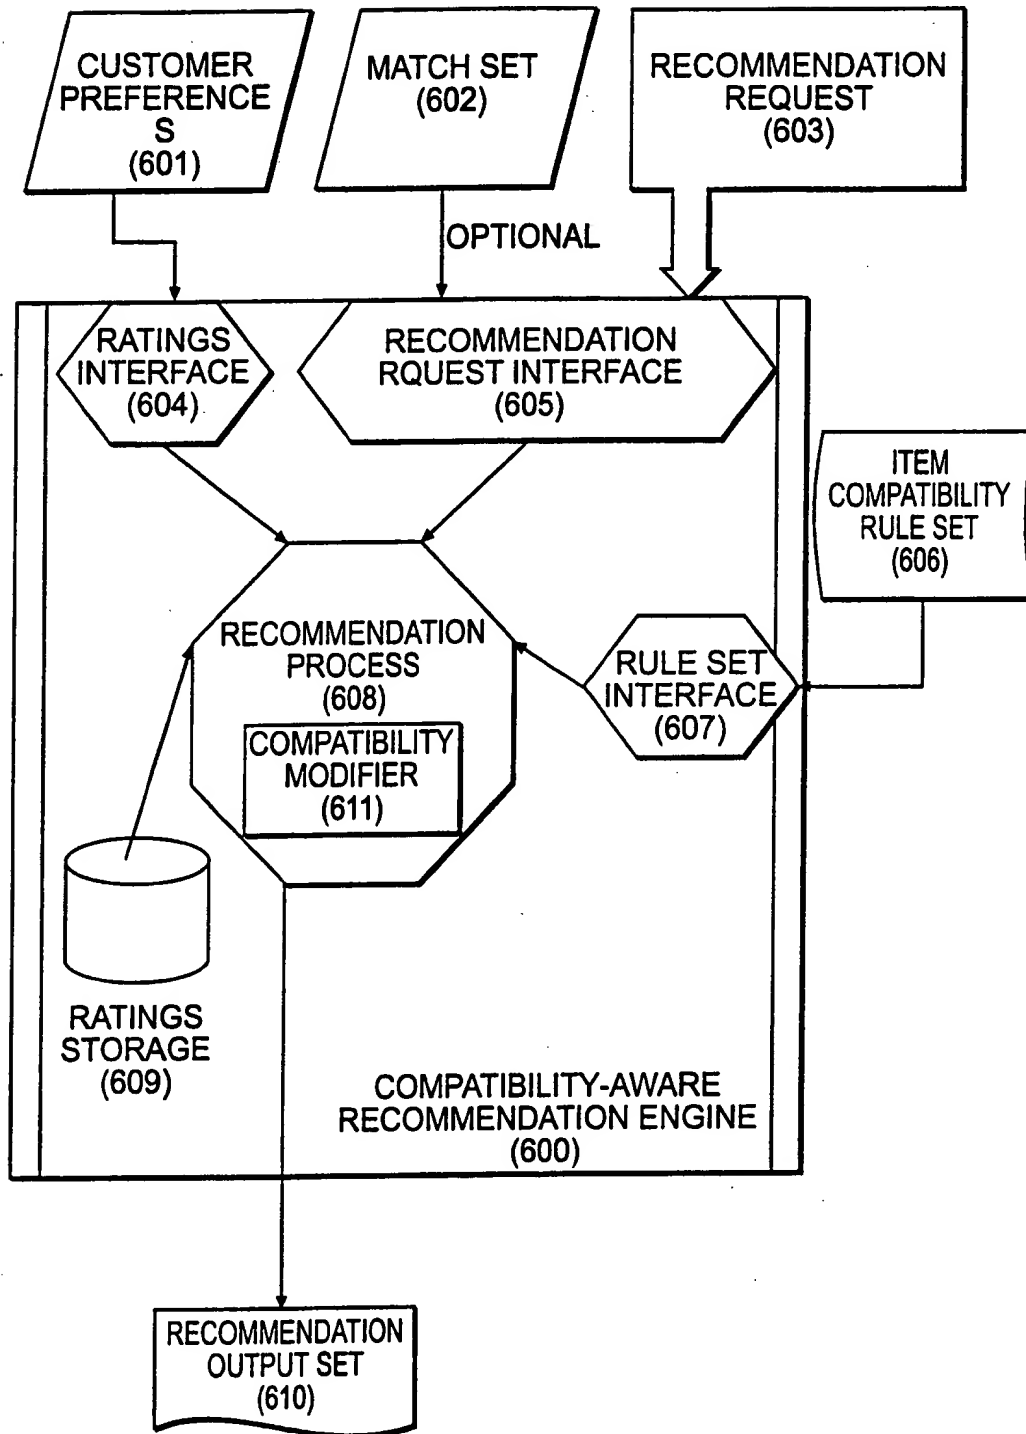 CUSTOMER
PREFERENCE
S
(601)
MATCH SET
(602)
RECOMMENDATION
REQUEST
(603)
OPTIONAL
RATINGS
INTERFACE
(604)
RECOMMENDATION
RQUEST INTERFACE
(605)
ITEM
COMPATIBILITY
RULE SET
(606)
RECOMMENDATION
PROCESS
(608)
COMPATIBILITY
MODIFIER
(611)
RULE SET
INTERFACE
(607)
RATINGS
STORAGE
(609)
COMPATIBILITY-AWARE
RECOMMENDATION ENGINE
(600)
RECOMMENDATION
OUTPUT SET
(610)